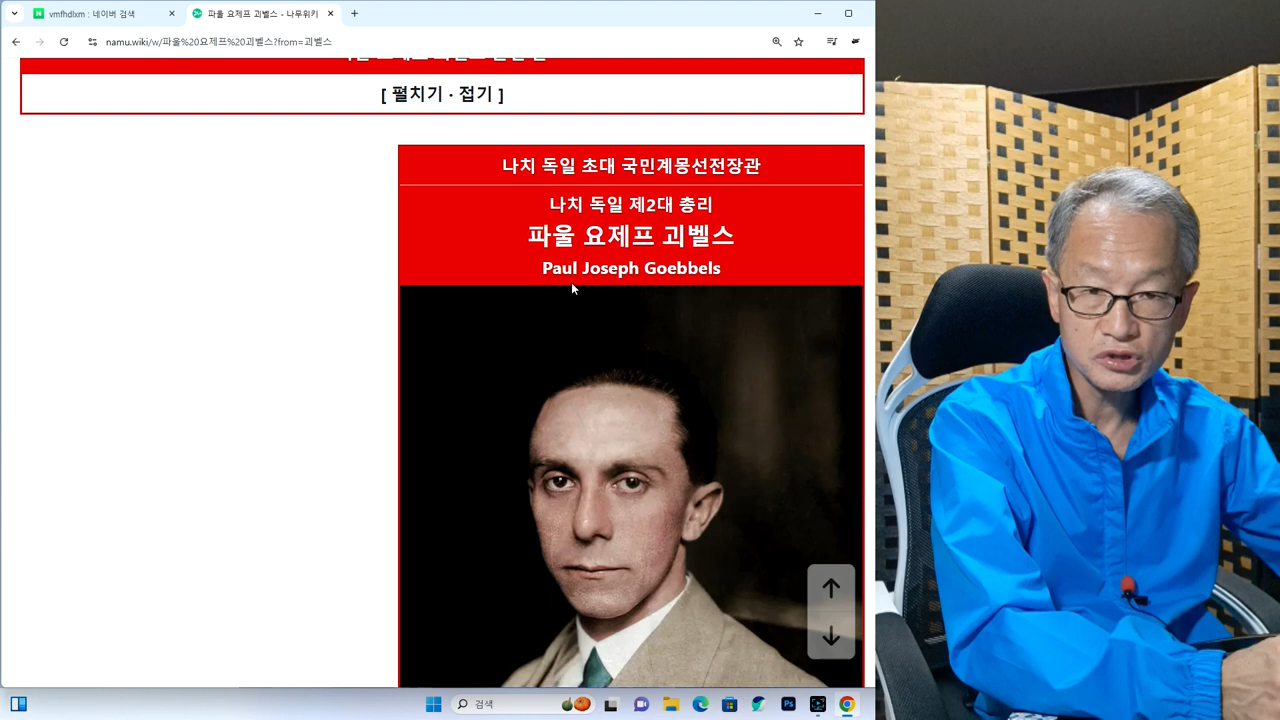 vmfhdlxm : 네이버 검색
파울 요제프 괴벨스 - 나무위키
namu.wiki/w/파울%20요제프%20괴벨스?from=괴벨스
[ 펼치기 · 접기 ]
나치 독일 초대 국민계몽선전장관
나치 독일 제2대 총리
파울 요제프 괴벨스
Paul Joseph Goebbels
검색